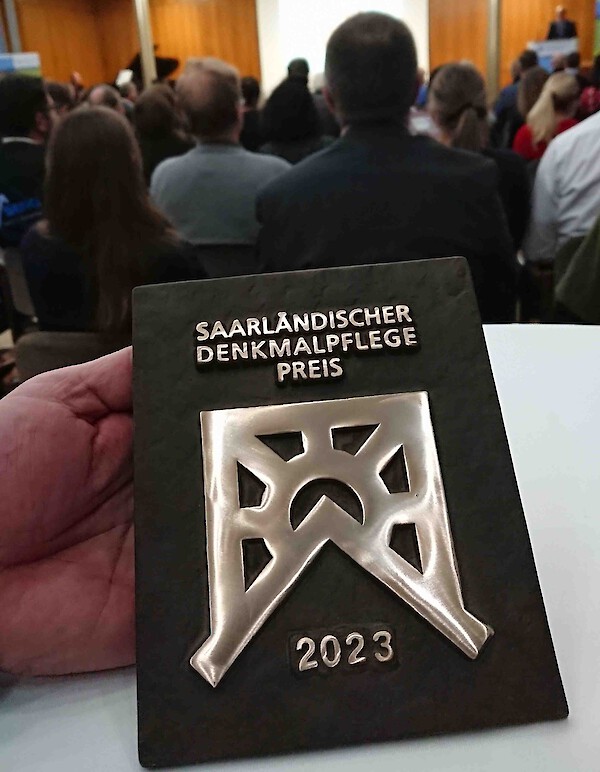 SAARLÄNDISCHER
DENKMALPFLEGE
PREIS
2023